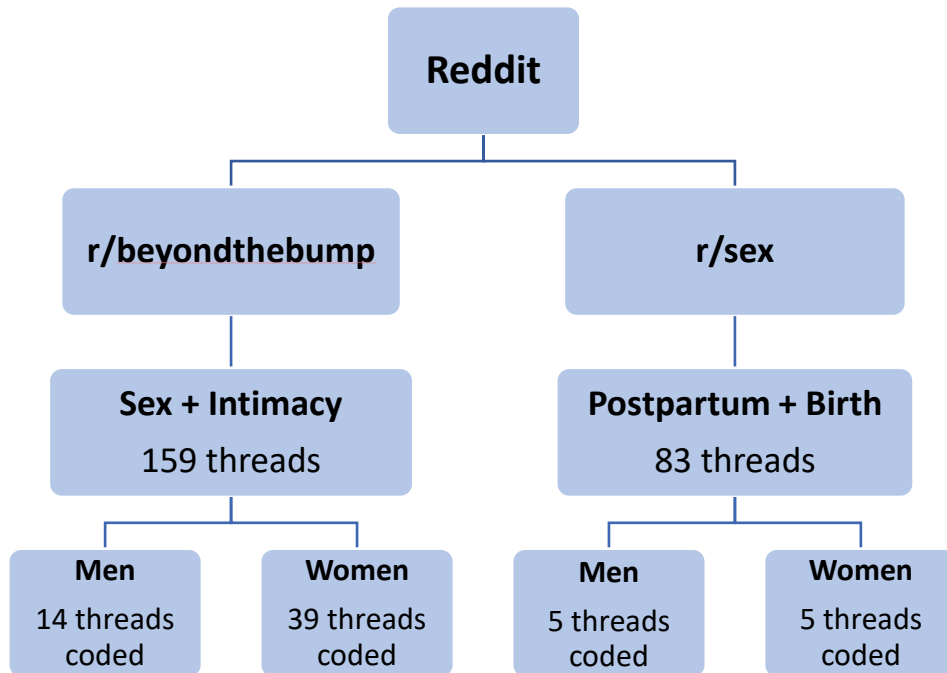 Reddit
r/beyondthebump
r/sex
Sex + Intimacy
159 threads
Postpartum + Birth
83 threads
Men
14 threads
coded
Women
39 threads
coded
Men
5 threads
coded
Women
5 threads
coded